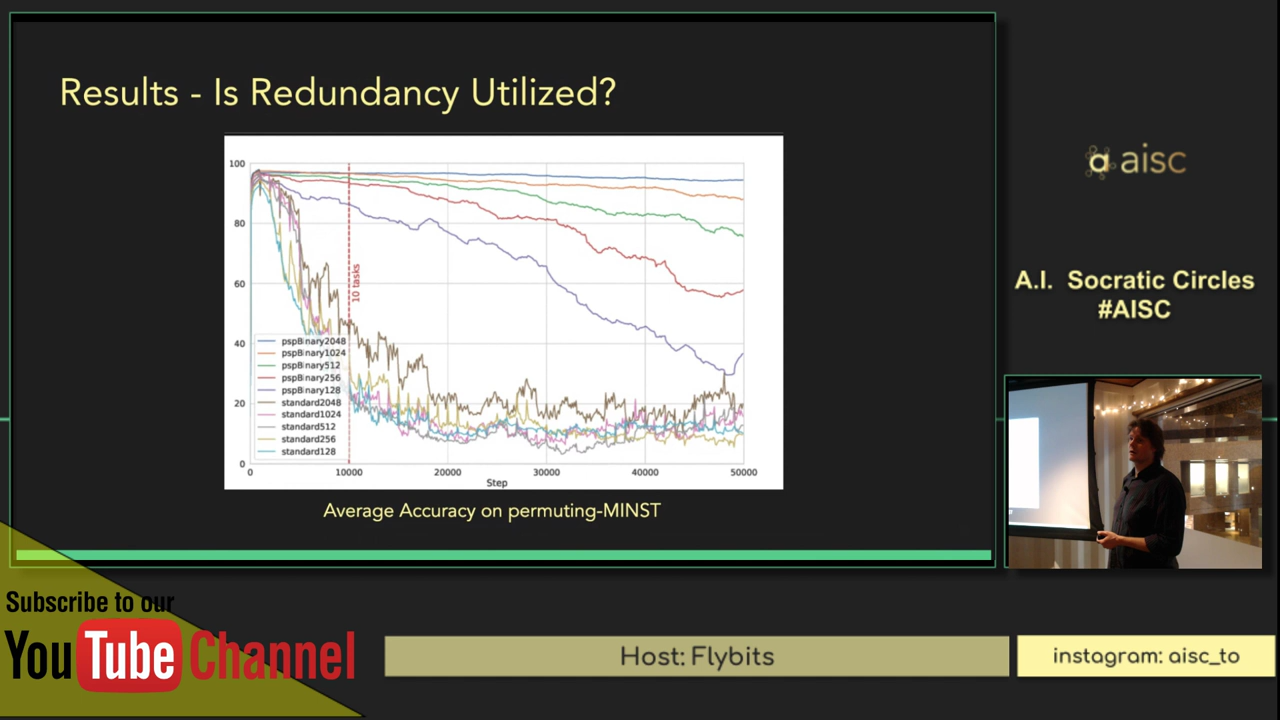 Results - Is Redundancy Utilized?
100
80
60
40
20
0
10 tasks
pspBinary2048
pspBinary1024
pspBinary512
pspBinary256
pspBinary128
standard2048
standard1024
standard512
standard256
standard128
0 10000 20000 30000 40000 50000
Step
Average Accuracy on permuting-MINST
a aisc
A.I. Socratic Circles
#AISC
Subscribe to our
YouTube Channel
Host: Flybits
instagram: aisc_to